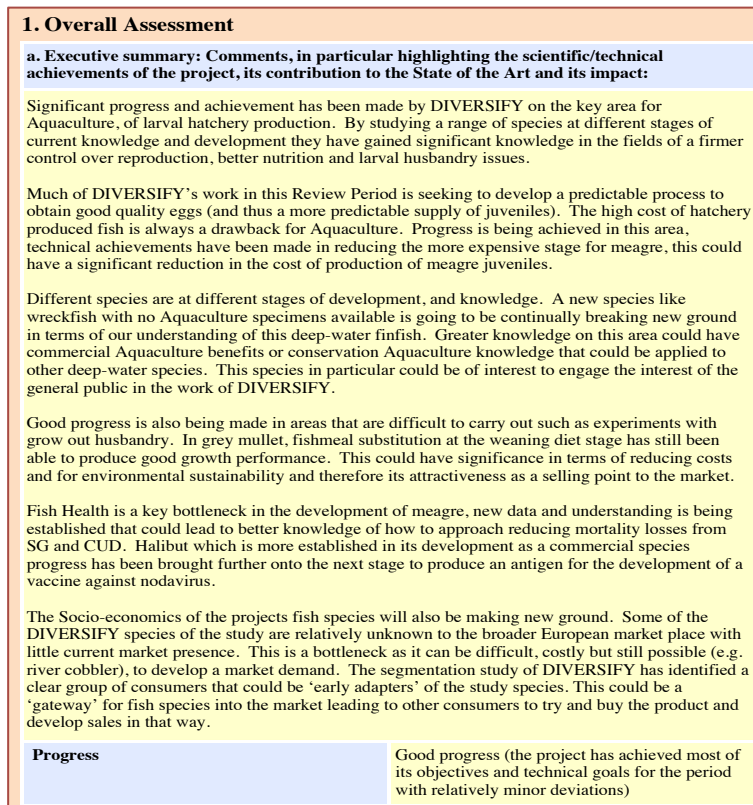 1. Overall Assessment
a. Executive summary: Comments, in particular highlighting the scientific/technical
achievements of the project, its contribution to the State of the Art and its impact:
Significant progress and achievement has been made by DIVERSIFY on the key area for
Aquaculture, of larval hatchery production. By studying a range of species at different stages of
current knowledge and development they have gained significant knowledge in the fields of a firmer
control over reproduction, better nutrition and larval husbandry issues.
Much of DIVERSIFY's work in this Review Period is seeking to develop a predictable process to
obtain good quality eggs (and thus a more predictable supply of juveniles). The high cost of hatchery
produced fish is always a drawback for Aquaculture. Progress is being achieved in this area,
technical achievements have been made in reducing the more expensive stage for meagre, this could
have a significant reduction in the cost of production of meagre juveniles.
Different species are at different stages of development, and knowledge. A new species like
wreckfish with no Aquaculture specimens available is going to be continually breaking new ground
in terms of our understanding of this deep-water finfish. Greater knowledge on this area could have
commercial Aquaculture benefits or conservation Aquaculture knowledge that could be applied to
other deep-water species. This species in particular could be of interest to engage the interest of the
general public in the work of DIVERSIFY.
Good progress is also being made in areas that are difficult to carry out such as experiments with
grow out husbandry. In grey mullet, fishmeal substitution at the weaning diet stage has still been
able to produce good growth performance. This could have significance in terms of reducing costs
and for environmental sustainability and therefore its attractiveness as a selling point to the market.
Fish Health is a key bottleneck in the development of meagre, new data and understanding is being
established that could lead to better knowledge of how to approach reducing mortality losses from
SG and CUD. Halibut which is more established in its development as a commercial species
progress has been brought further onto the next stage to produce an antigen for the development of a
vaccine against nodavirus.
The Socio-economics of the projects fish species will also be making new ground. Some of the
DIVERSIFY species of the study are relatively unknown to the broader European market place with
little current market presence. This is a bottleneck as it can be difficult, costly but still possible (e.g.
river cobbler), to develop a market demand. The segmentation study of DIVERSIFY has identified a
clear group of consumers that could be 'early adapters' of the study species. This could be a
'gateway' for fish species into the market leading to other consumers to try and buy the product and
develop sales in that way.
Progress
Good progress (the project has achieved most of
its objectives and technical goals for the period
with relatively minor deviations)